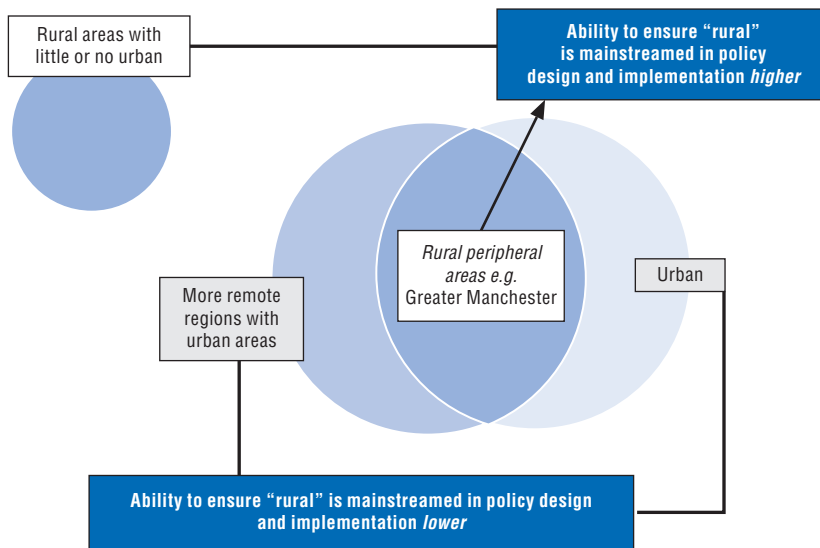 Rural areas with
little or no urban
Ability to ensure “rural”
is mainstreamed in policy
design and implementation higher
Rural peripheral
areas e.g.
Greater Manchester
Urban
More remote
regions with
urban areas
Ability to ensure “rural” is mainstreamed in policy design
and implementation lower